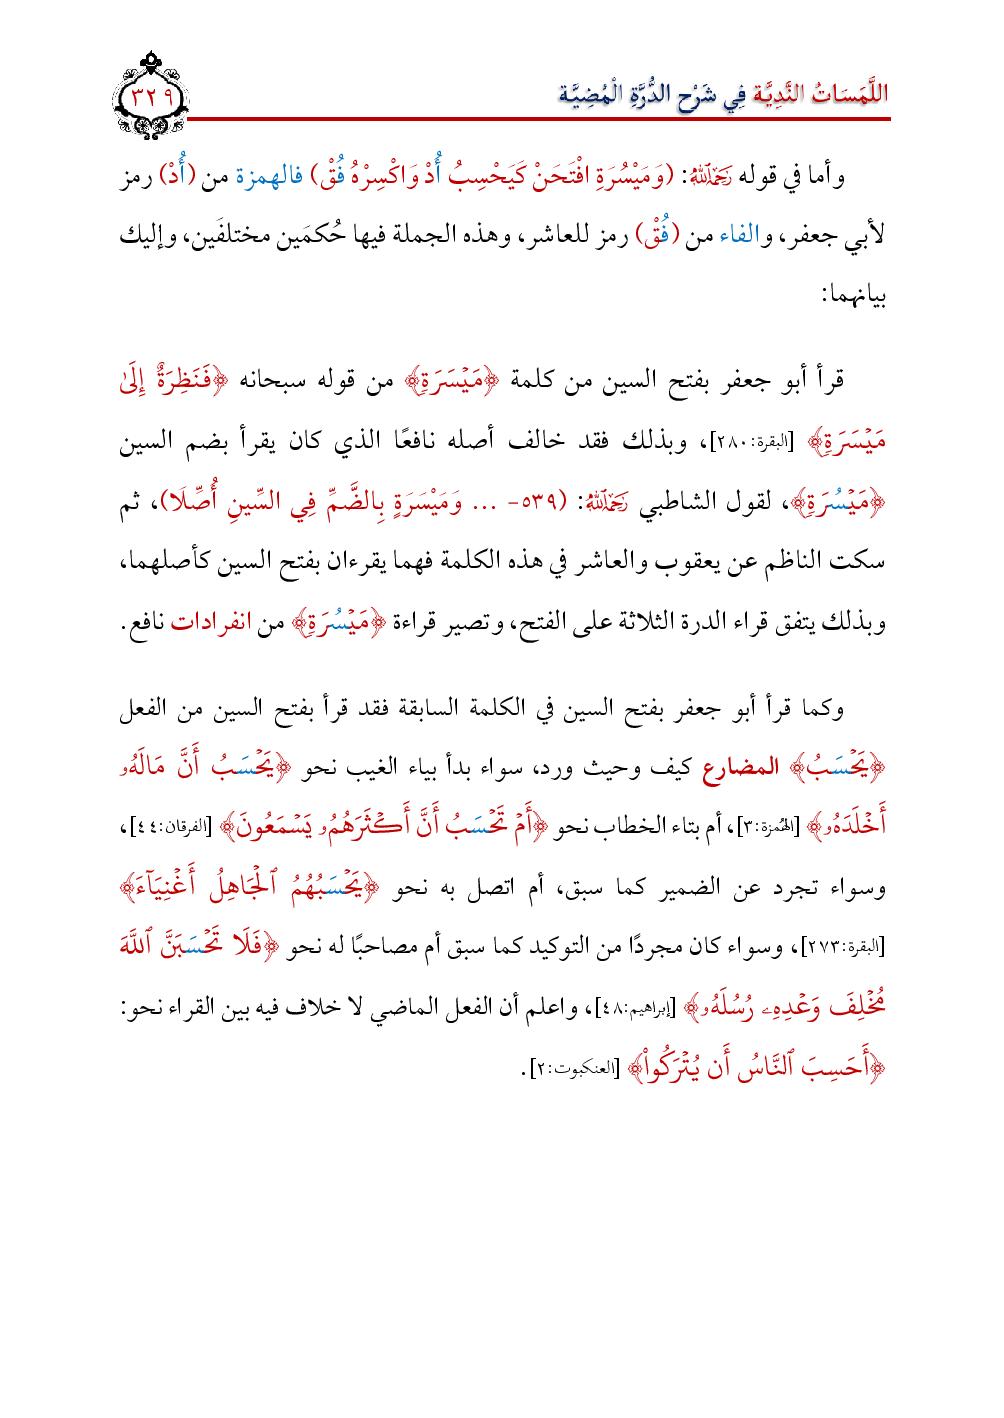 اللَّمَسَاتُ النَّدِيَّة فِي شَرْحِ الدُّرَّةِ الْمُضِيَّة
٣٢٩
وأما في قوله رَحِمَهُ ٱللَّهُ: (وَمَيْسُرَةِ افْتَحَنْ كَيَحْسِبُ أُدْ وَاكْسِرْهُ فُقْ) فالهمزة من (أُدْ) رمز
لأبي جعفر، والفاء من (فُقْ) رمز للعاشر، وهذه الجملة فيها حُكمَين مختلفَين، وإليك
بيانهما:
قرأ أبو جعفر بفتح السين من كلمة ﴿مَيۡسَرَةِ﴾ من قوله سبحانه ﴿فَنَظِرَةٌ إِلَىٰ
مَيۡسَرَةٖ﴾ [البقرة:٢٨٠]، وبذلك فقد خالف أصله نافعًا الذي كان يقرأ بضم السين
﴿مَيۡسُرَةٖ﴾، لقول الشاطبي رَحِمَهُ ٱللَّهُ: (٥٣٩- ... وَمَيْسَرَةٍ بِالضَّمِّ فِي السِّينِ أُصِّلَا)، ثم
سكت الناظم عن يعقوب والعاشر في هذه الكلمة فهما يقرءان بفتح السين كأصلهما،
وبذلك يتفق قراء الدرة الثلاثة على الفتح، وتصير قراءة ﴿مَيۡسُرَةٖ﴾ من انفرادات نافع.
وكما قرأ أبو جعفر بفتح السين في الكلمة السابقة فقد قرأ بفتح السين من الفعل
﴿يَحۡسَبُ﴾ المضارع كيف وحيث ورد، سواء بدأ بياء الغيب نحو ﴿يَحۡسَبُ أَنَّ مَالَهُۥ
أَخۡلَدَهُۥ﴾ [الهُمزة:٣]، أم بتاء الخطاب نحو ﴿أَمۡ تَحۡسَبُ أَنَّ أَكۡثَرَهُمُۥ يَسۡمَعُونَ﴾ [الفرقان:٤٤]،
وسواء تجرد عن الضمير كما سبق، أم اتصل به نحو ﴿يَحۡسَبُهُمُ ٱلۡجَاهِلُ أَغۡنِيَآءَ﴾
[البقرة:٢٧٣]، وسواء كان مجردًا من التوكيد كما سبق أم مصاحبًا له نحو ﴿فَلَا تَحۡسَبَنَّ ٱللَّهَ
مُخۡلِفَ وَعۡدِهِۦ رُسُلَهُۥ﴾ [إبراهيم:٤٨]، واعلم أن الفعل الماضي لا خلاف فيه بين القراء نحو:
﴿أَحَسِبَ ٱلنَّاسُ أَن يُتۡرَكُوٓاْ﴾ [العنكبوت:٢].